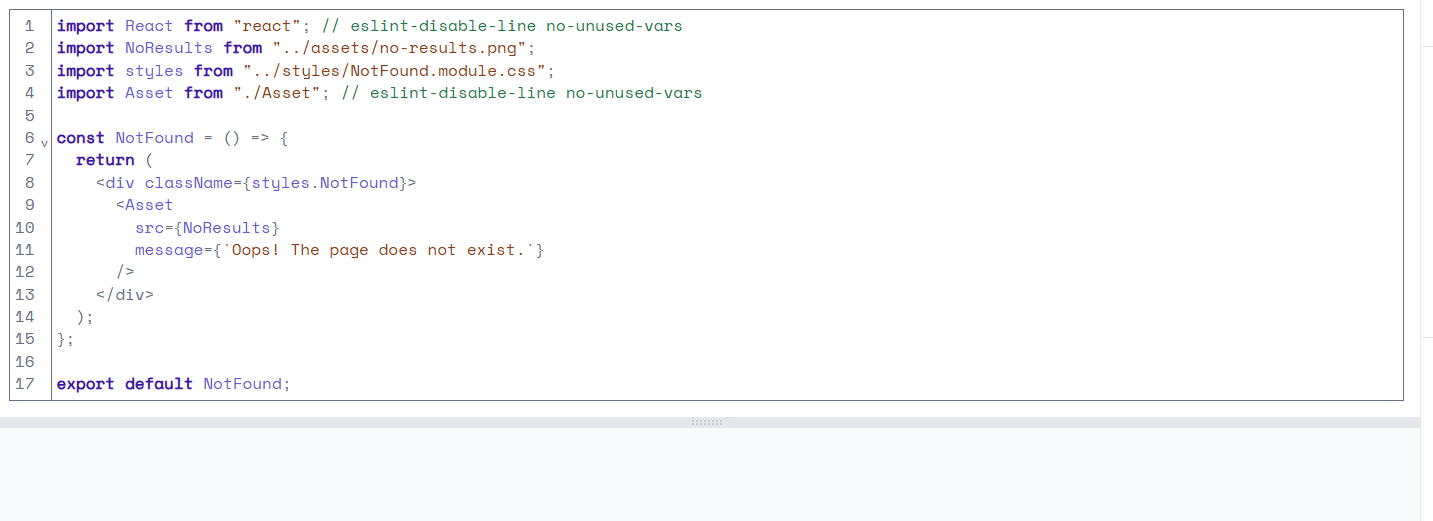 1 import React from "react"; // eslint-disable-line no-unused-vars
2 import NoResults from "../assets/no-results.png";
3 import styles from "../styles/NotFound.module.css";
4 import Asset from "./Asset"; // eslint-disable-line no-unused-vars
5
6 const NotFound = () => {
7   return (
8     <div className={styles.NotFound}>
9       <Asset
10         src={NoResults}
11         message={`Oops! The page does not exist.`}
12       />
13     </div>
14   );
15 };
16
17 export default NotFound;